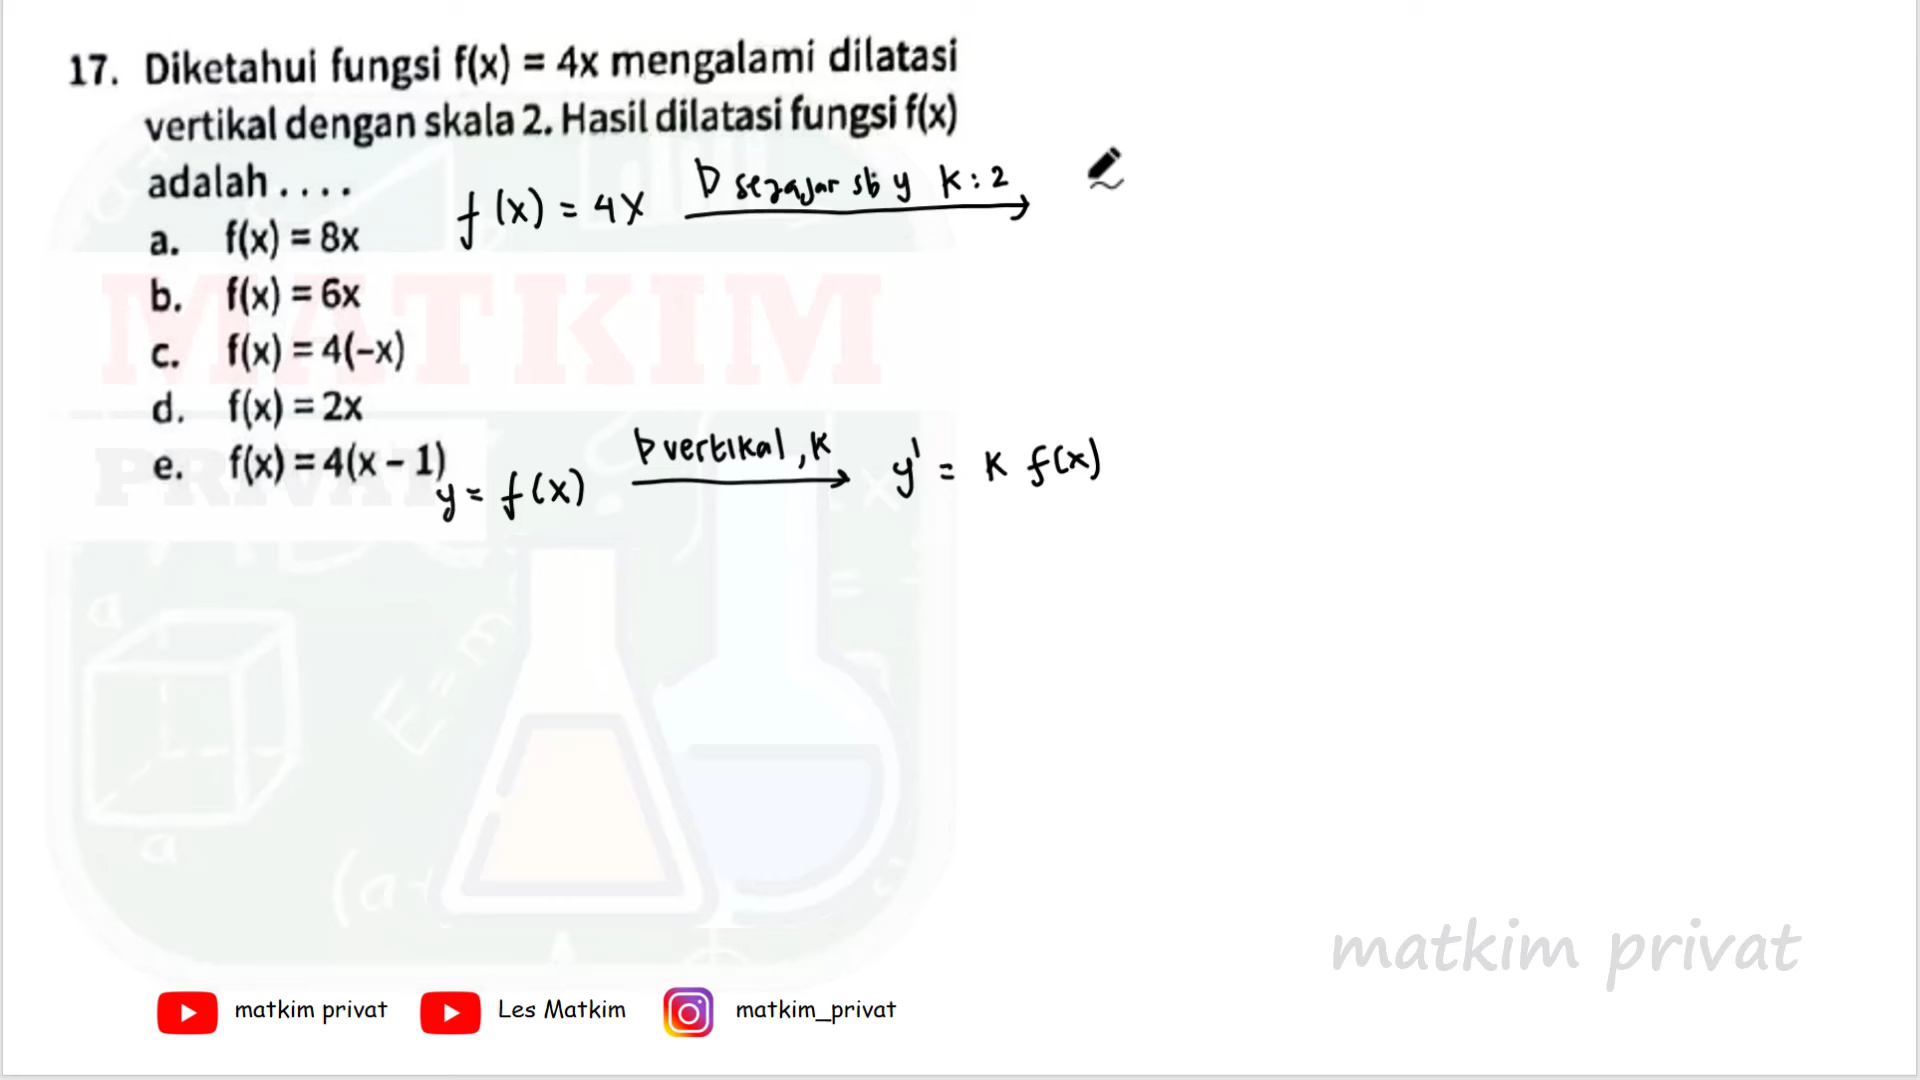 17. Diketahui fungsi f(x) = 4x mengalami dilatasi
vertikal dengan skala 2. Hasil dilatasi fungsi f(x)
adalah . . . .
f(x) = 4x D sejajar sb y k : 2
a. f(x) = 8x
b. f(x) = 6x
c. f(x) = 4(–x)
d. f(x) = 2x
e. f(x) = 4(x – 1)
y = f(x) D vertikal, k y' = k f(x)
MATKIM
PRIVAT
a
E=m
a
(a+
matkim privat
matkim privat Les Matkim matkim_privat